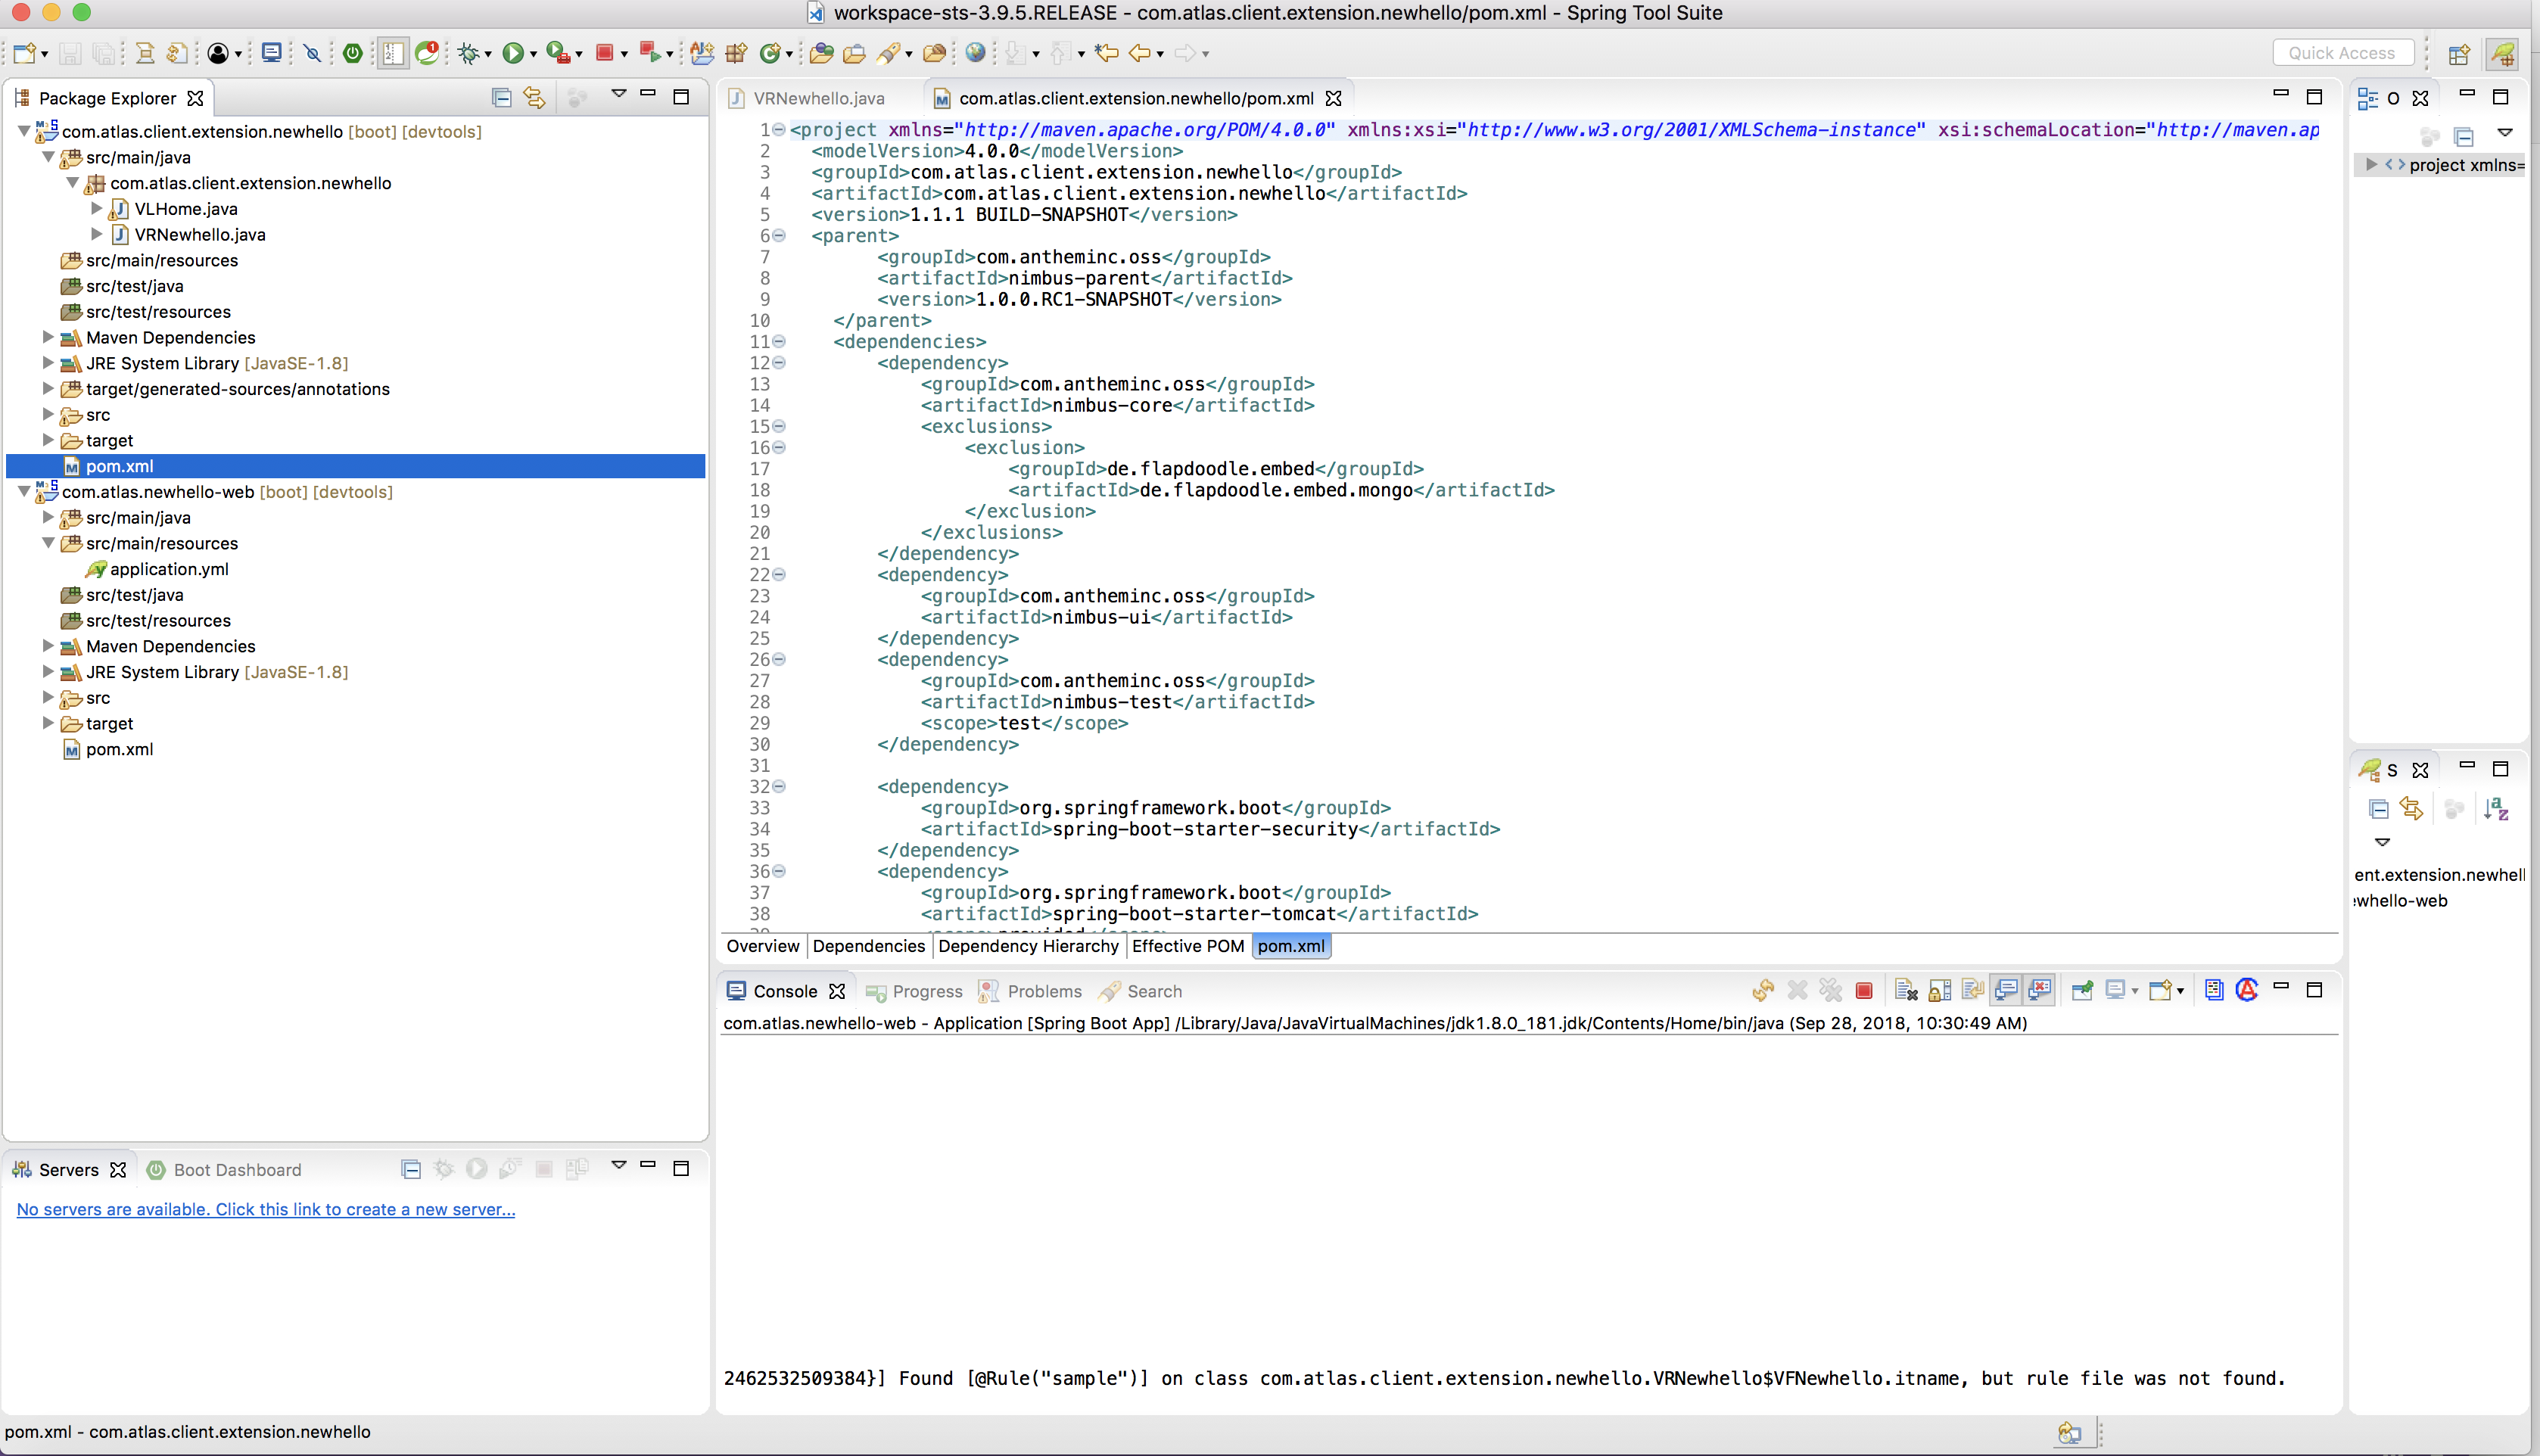 workspace-sts-3.9.5.RELEASE - com.atlas.client.extension.newhello/pom.xml - Spring Tool Suite
Quick Access
Package Explorer
com.atlas.client.extension.newhello [boot] [devtools]
src/main/java
com.atlas.client.extension.newhello
VLHome.java
VRNewhello.java
src/main/resources
src/test/java
src/test/resources
Maven Dependencies
JRE System Library [JavaSE-1.8]
target/generated-sources/annotations
src
target
pom.xml
com.atlas.newhello-web [boot] [devtools]
src/main/java
src/main/resources
application.yml
src/test/java
src/test/resources
Maven Dependencies
JRE System Library [JavaSE-1.8]
src
target
pom.xml
Servers
Boot Dashboard
No servers are available. Click this link to create a new server...
VRNewhello.java
com.atlas.client.extension.newhello/pom.xml
1 <project xmlns="http://maven.apache.org/POM/4.0.0" xmlns:xsi="http://www.w3.org/2001/XMLSchema-instance" xsi:schemaLocation="http://maven.ap
2 <modelVersion>4.0.0</modelVersion>
3 <groupId>com.atlas.client.extension.newhello</groupId>
4 <artifactId>com.atlas.client.extension.newhello</artifactId>
5 <version>1.1.1 BUILD-SNAPSHOT</version>
6 <parent>
7 <groupId>com.antheminc.oss</groupId>
8 <artifactId>nimbus-parent</artifactId>
9 <version>1.0.0.RC1-SNAPSHOT</version>
10 </parent>
11 <dependencies>
12 <dependency>
13 <groupId>com.antheminc.oss</groupId>
14 <artifactId>nimbus-core</artifactId>
15 <exclusions>
16 <exclusion>
17 <groupId>de.flapdoodle.embed</groupId>
18 <artifactId>de.flapdoodle.embed.mongo</artifactId>
19 </exclusion>
20 </exclusions>
21 </dependency>
22 <dependency>
23 <groupId>com.antheminc.oss</groupId>
24 <artifactId>nimbus-ui</artifactId>
25 </dependency>
26 <dependency>
27 <groupId>com.antheminc.oss</groupId>
28 <artifactId>nimbus-test</artifactId>
29 <scope>test</scope>
30 </dependency>
31
32 <dependency>
33 <groupId>org.springframework.boot</groupId>
34 <artifactId>spring-boot-starter-security</artifactId>
35 </dependency>
36 <dependency>
37 <groupId>org.springframework.boot</groupId>
38 <artifactId>spring-boot-starter-tomcat</artifactId>
Overview Dependencies Dependency Hierarchy Effective POM pom.xml
Console Progress Problems Search
com.atlas.newhello-web - Application [Spring Boot App] /Library/Java/JavaVirtualMachines/jdk1.8.0_181.jdk/Contents/Home/bin/java (Sep 28, 2018, 10:30:49 AM)
2462532509384}] Found [@Rule("sample")] on class com.atlas.client.extension.newhello.VRNewhello$VFNewhello.itname, but rule file was not found.
O
project xmlns=
S
ent.extension.newhell
whello-web
pom.xml - com.atlas.client.extension.newhello